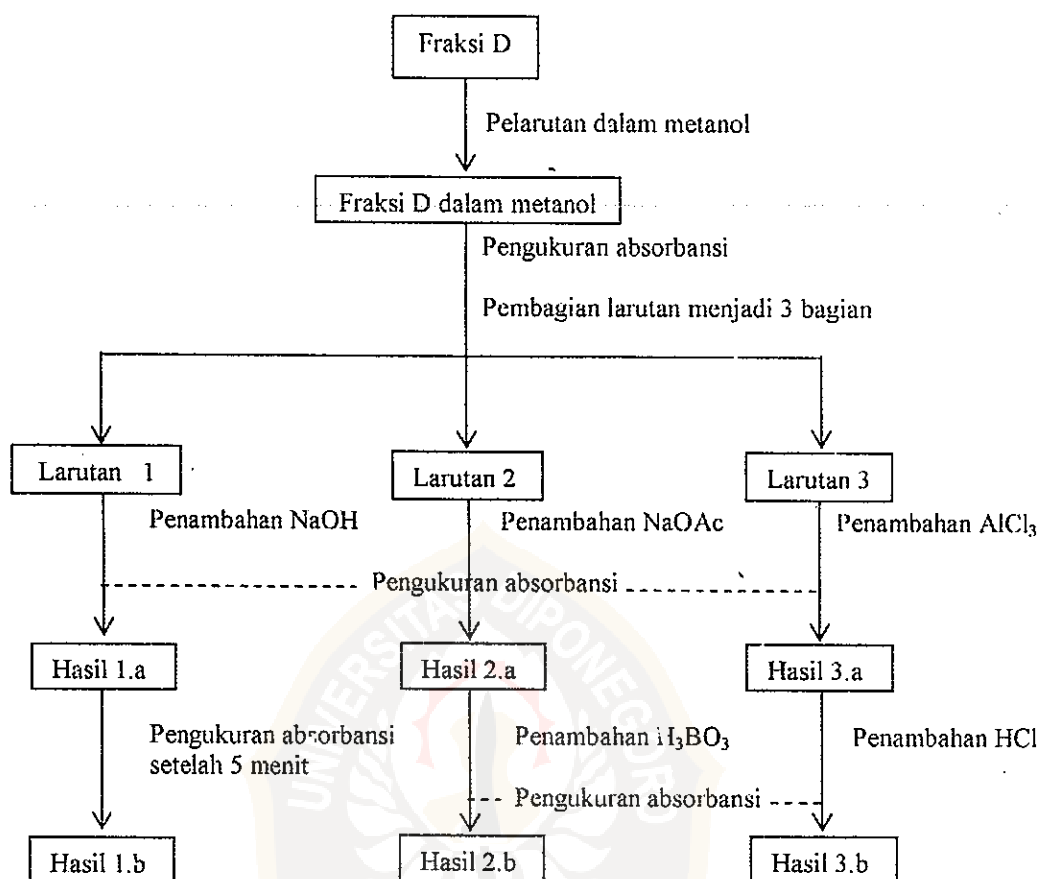 Fraksi D
Pelarutan dalam metanol
Fraksi D dalam metanol
Pengukuran absorbansi
Pembagian larutan menjadi 3 bagian
Larutan 1
Larutan 2
Larutan 3
Penambahan NaOH
Penambahan NaOAc
Penambahan AlCl₃
Pengukuran absorbansi
Hasil 1.a
Hasil 2.a
Hasil 3.a
Pengukuran absorbansi
setelah 5 menit
Penambahan H₃BO₃
Penambahan HCl
Pengukuran absorbansi
Hasil 1.b
Hasil 2.b
Hasil 3.b
UNIVERSITAS DIPONEGORO